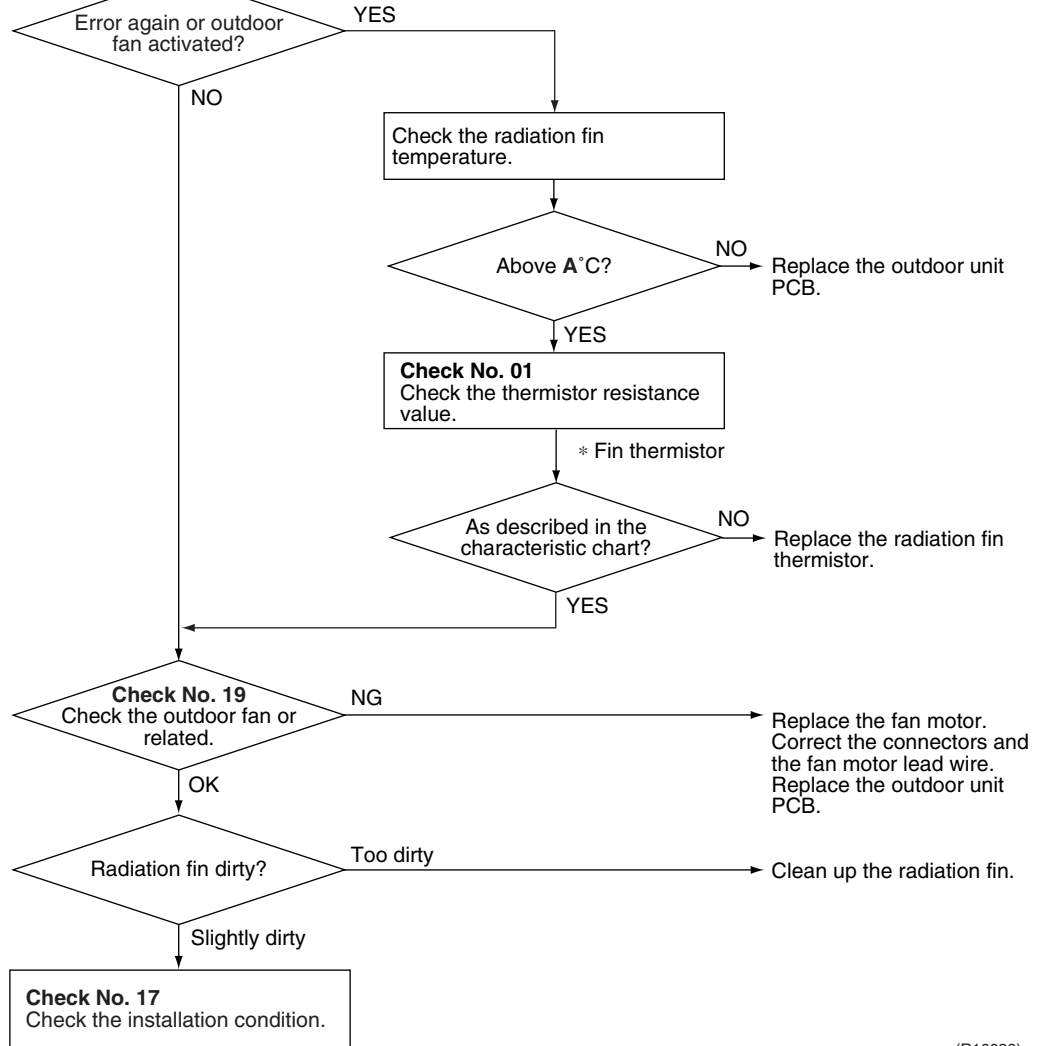 Error again or outdoor
fan activated?
YES
NO
Check the radiation fin
temperature.
Above A°C?
NO
Replace the outdoor unit
PCB.
YES
Check No. 01
Check the thermistor resistance
value.
* Fin thermistor
As described in the
characteristic chart?
NO
Replace the radiation fin
thermistor.
YES
Check No. 19
Check the outdoor fan or
related.
NG
Replace the fan motor.
Correct the connectors and
the fan motor lead wire.
Replace the outdoor unit
PCB.
OK
Radiation fin dirty?
Too dirty
Clean up the radiation fin.
Slightly dirty
Check No. 17
Check the installation condition.